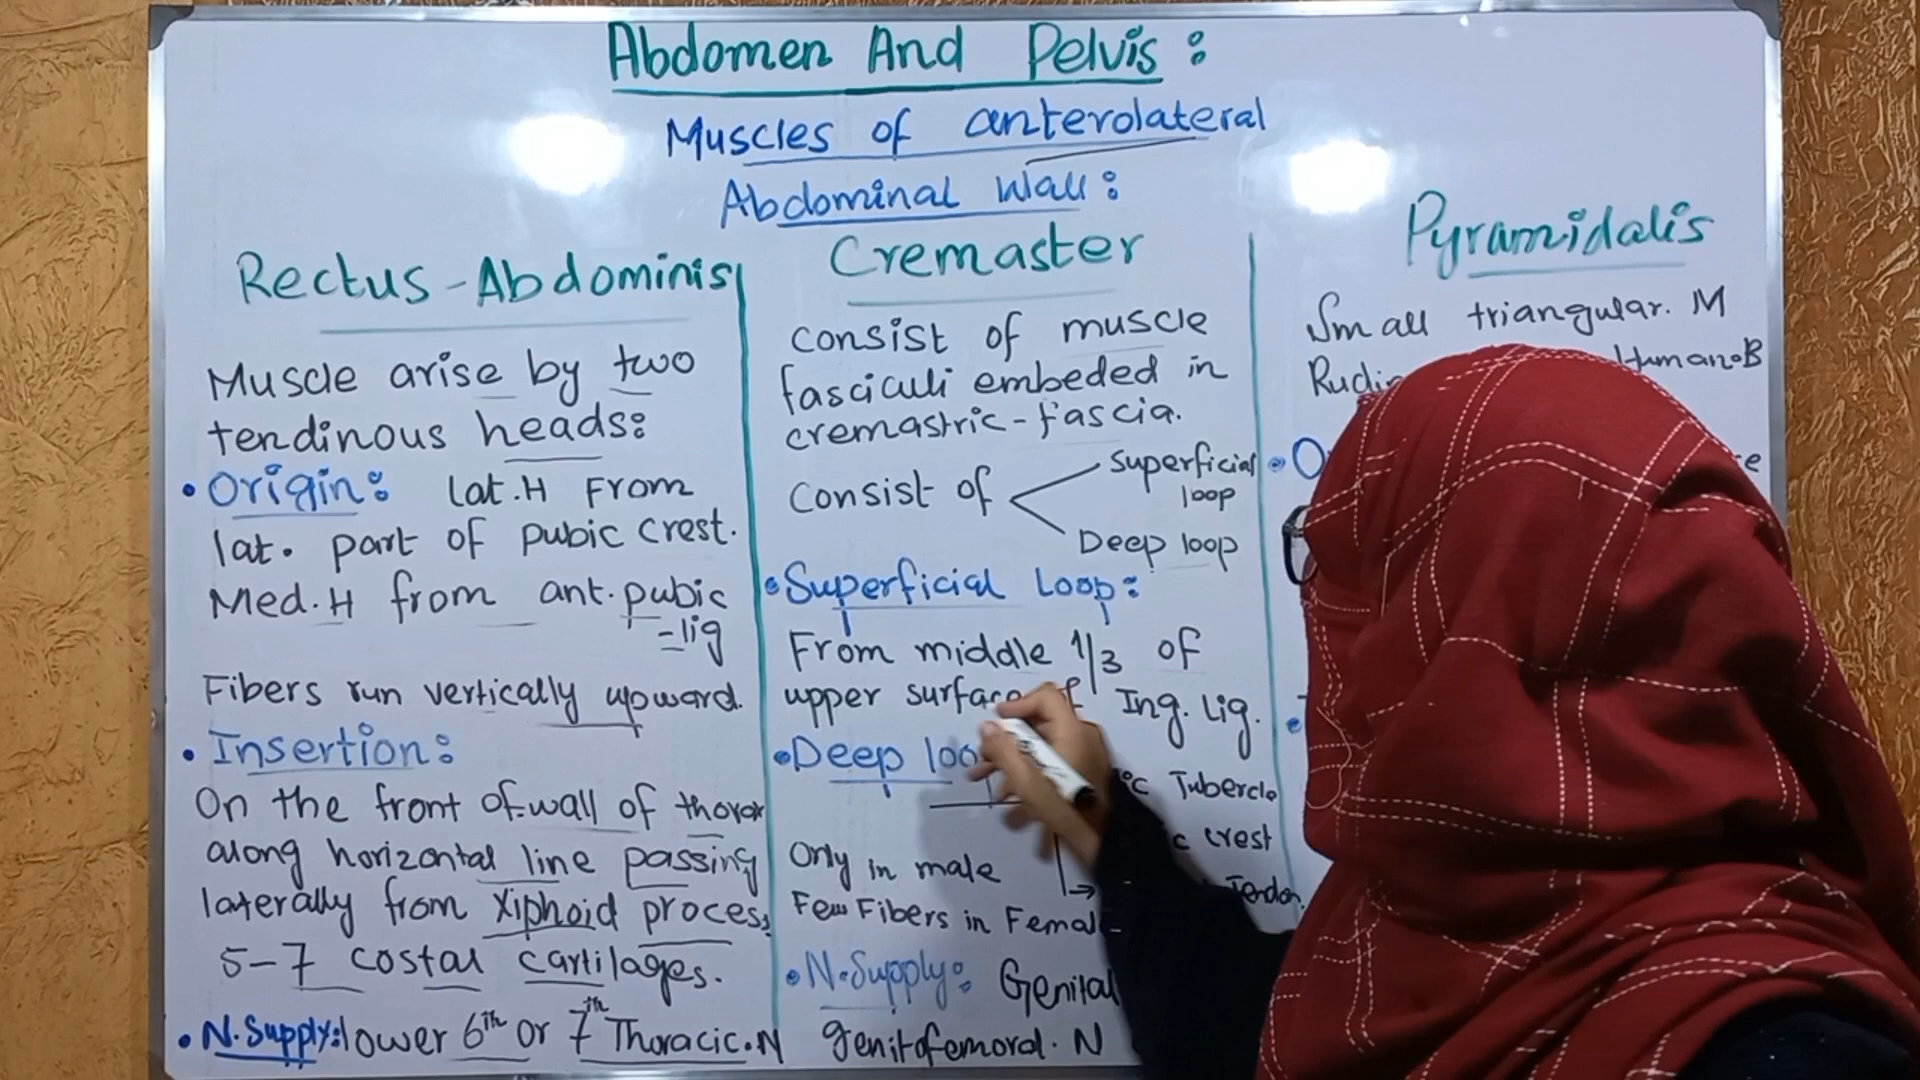 Abdomen And Pelvis:
Muscles of anterolateral
Abdominal Wall:
Rectus-Abdominis
Muscle arise by two
tendinous heads:
• Origin: lat.H From
lat. part of pubic crest.
Med.H from ant. pubic
-lig
Fibers run vertically upward.
• Insertion:
On the front of wall of thorax
along horizontal line passing
laterally from Xiphoid process
5-7 costal cartilages.
• N.Supply: lower 6th or 7th Thoracic.N
Cremaster
Consist of muscle
fasciculi embeded in
cremastric-fascia.
Consist of
Superficial
loop
Deep loop
• Superficial Loop:
From middle 1/3 of
upper surface Ing. Lig.
• Deep
Tubercle
crest
Only in male
Tendon
Few Fibers in
• N.Supply: Genital
genitofemoral.N
Pyramidalis
Small triangular. M
Human.B